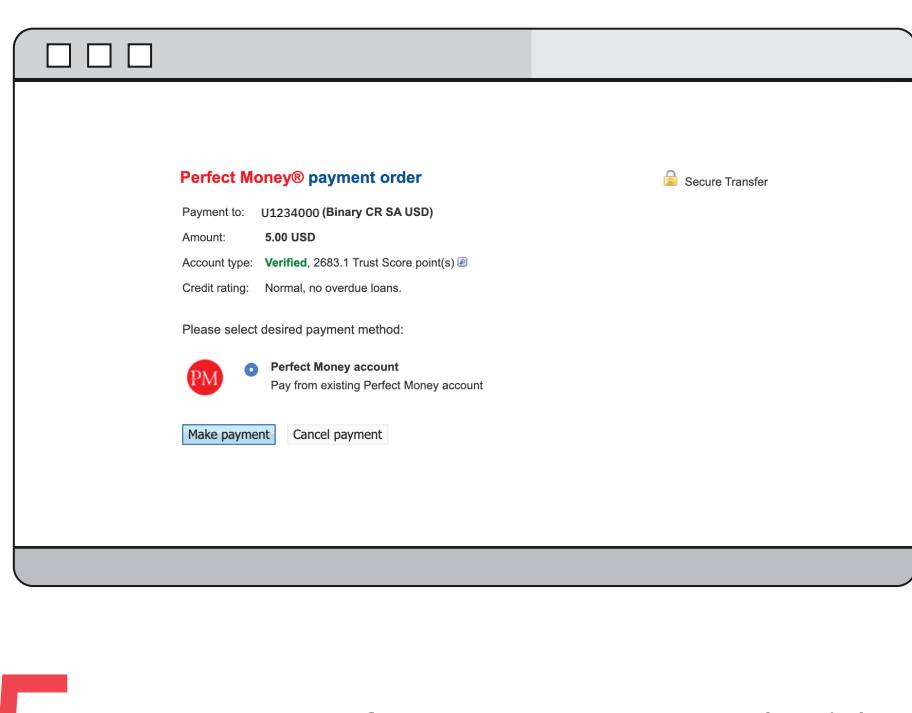 Perfect Money® payment order
Secure Transfer
Payment to: U1234000 (Binary CR SA USD)
Amount: 5.00 USD
Account type: Verified, 2683.1 Trust Score point(s)
Credit rating: Normal, no overdue loans.
Please select desired payment method:
PM
Perfect Money account
Pay from existing Perfect Money account
Make payment Cancel payment